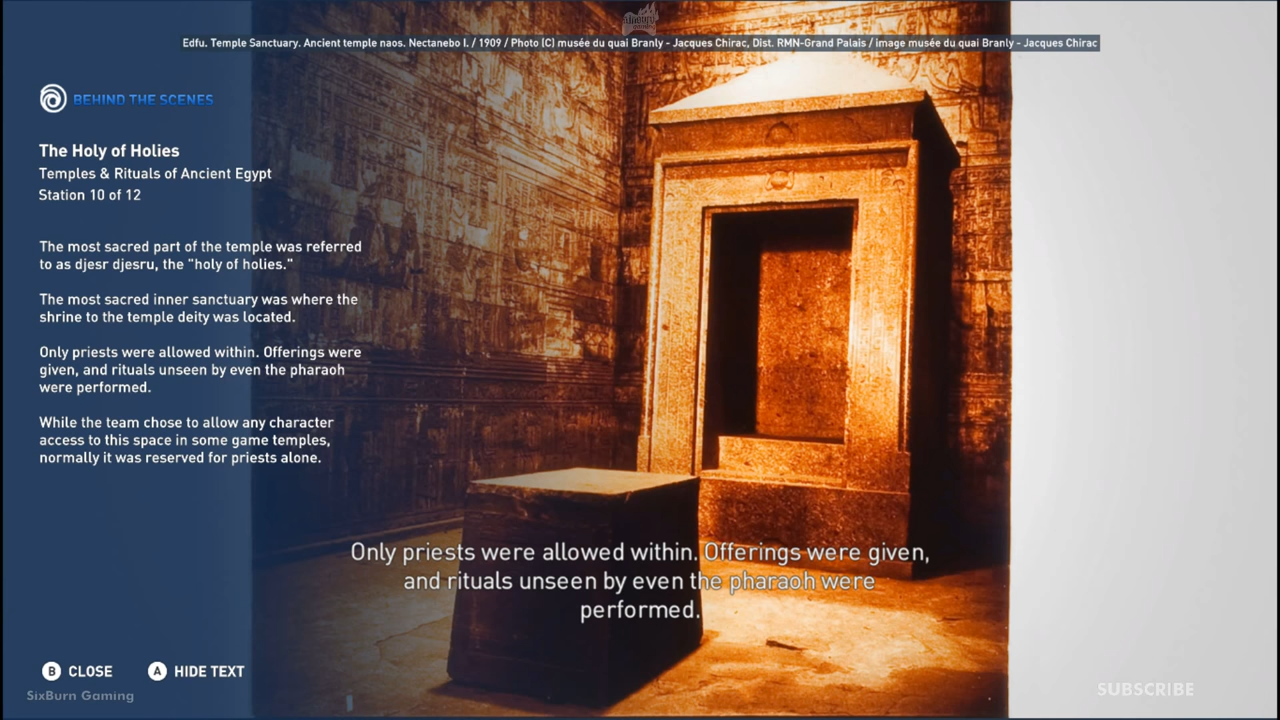 Edfu. Temple Sanctuary. Ancient temple naos. Nectanebo I. / 1909 / Photo (C) musée du quai Branly - Jacques Chirac, Dist. RMN-Grand Palais / image musée du quai Branly - Jacques Chirac
BEHIND THE SCENES
The Holy of Holies
Temples & Rituals of Ancient Egypt
Station 10 of 12
The most sacred part of the temple was referred
to as djesr djesru, the "holy of holies."
The most sacred inner sanctuary was where the
shrine to the temple deity was located.
Only priests were allowed within. Offerings were
given, and rituals unseen by even the pharaoh
were performed.
While the team chose to allow any character
access to this space in some game temples,
normally it was reserved for priests alone.
Only priests were allowed within. Offerings were given,
and rituals unseen by even the pharaoh were
performed.
B CLOSE A HIDE TEXT
SixBurn Gaming
SUBSCRIBE